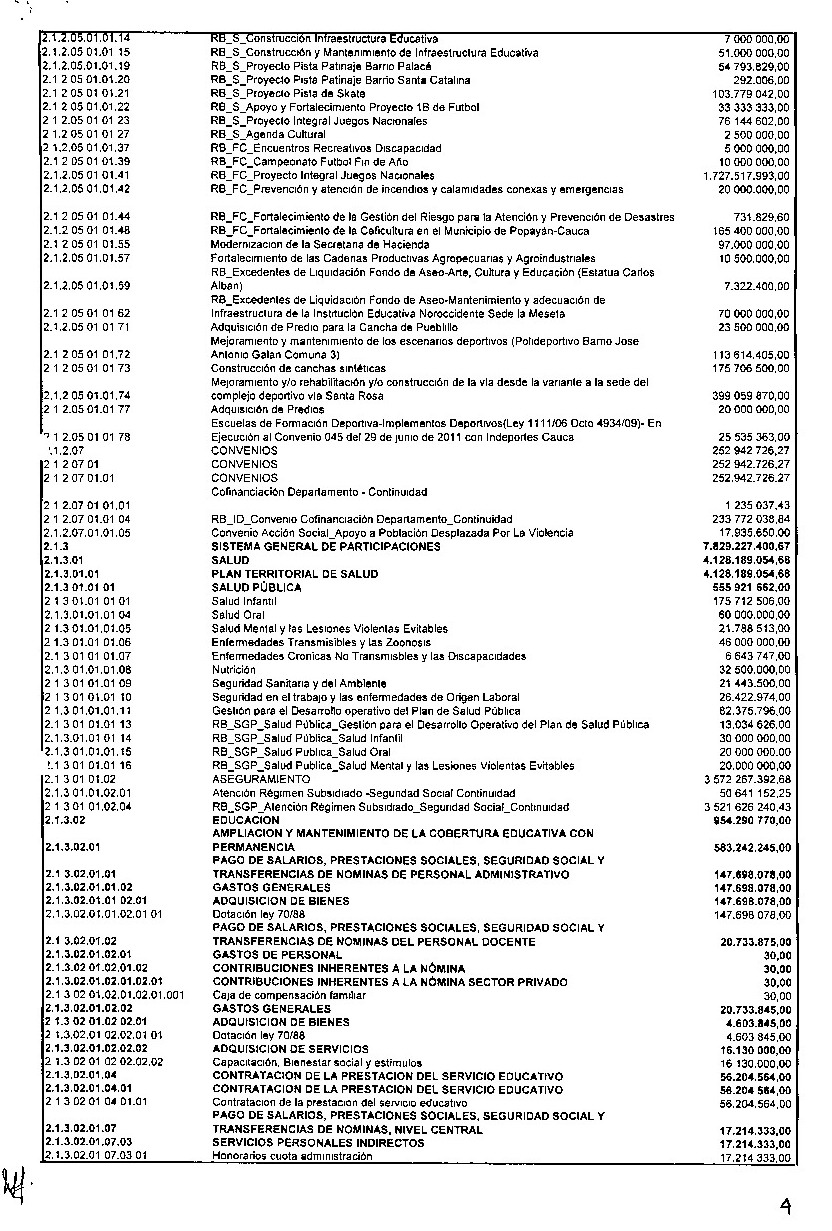 2.1.2.05.01.01.14 RB_S_Construcción Infraestructura Educativa 7 000 000,00
2.1.2.05 01.01 15 RB_S_Construcción y Mantenimiento de Infraestructura Educativa 51.000 000,00
2.1.2.05.01.01.19 RB_S_Proyecto Pista Patinaje Barrio Palacé 54 793.829,00
2.1 2 05 01 01.20 RB_S_Proyecto Pista Patinaje Barrio Santa Catalina 292.006,00
2.1 2 05 01 01.21 RB_S_Proyecto Pista de Skate 103.779 042,00
2.1 2 05 01.01.22 RB_S_Apoyo y Fortalecimiento Proyecto 1B de Futbol 33 333 333,00
2 1.2.05 01 01 23 RB_S_Proyecto Integral Juegos Nacionales 76 144 602,00
2 1.2 05 01 01 27 RB_S_Agenda Cultural 2 500 000,00
2 1.2.05 01.01.37 RB_FC_Encuentros Recreativos Discapacidad 5 000 000,00
2.1 2 05 01 01.39 RB_FC_Campeonato Futbol Fin de Año 10 000 000,00
2.1.2.05 01.01.41 RB_FC_Proyecto Integral Juegos Nacionales 1.727.517.993,00
2.1.2.05.01.01.42 RB_FC_Prevención y atención de incendios y calamidades conexas y emergencias 20 000.000,00
2.1 2 05 01 01.44 RB_FC_Fortalecimiento de la Gestión del Riesgo para la Atención y Prevención de Desastres 731.829,60
2.1.2.05 01 01.48 RB_FC_Fortalecimiento de la Caficultura en el Municipio de Popayán-Cauca 165 400 000,00
2.1 2 05 01 01.55 Modernizacion de la Secretaria de Hacienda 97.000 000,00
2.1.2.05 01.01.57 Fortalecimiento de las Cadenas Productivas Agropecuarias y Agroindustriales 10 500.000,00
RB_Excedentes de Liquidación Fondo de Aseo-Arte, Cultura y Educación (Estatua Carlos
2.1.2.05 01.01.59 Alban) 7.322.400,00
RB_Excedentes de Liquidación Fondo de Aseo-Mantenimiento y adecuación de
2.1 2 05 01 01 62 Infraestructura de la Institución Educativa Noroccidente Sede la Meseta 70 000 000,00
2.1.2.05 01 01 71 Adquisición de Predio para la Cancha de Pueblillo 23 500 000,00
Mejoramiento y mantenimiento de los escenarios deportivos (Polideportivo Barrio Jose
2.1 2 05 01 01.72 Antonio Galan Comuna 3) 113 614.405,00
2 1 2 05 01 01 73 Construcción de canchas sintéticas 175 706 500,00
Mejoramiento y/o rehabilitación y/o construcción de la vía desde la variante a la sede del
2.1.2 05 01.01.74 complejo deportivo vía Santa Rosa 399 059 870,00
2 1 2.05 01.01 77 Adquisición de Predios 20 000 000,00
Escuelas de Formación Deportiva-Implementos Deportivos(Ley 1111/06 Dcto 4934/09)- En
2 1 2.05 01 01 78 Ejecución al Convenio 045 del 29 de junio de 2011 con Indeportes Cauca 25 535 363,00
.1.2.07 CONVENIOS 252 942 726,27
2 1 2 07 01 CONVENIOS 252 942.726,27
2 1 2 07 01.01 CONVENIOS 252.942.726,27
Cofinanciación Departamento - Continuidad
2 1 2.07 01 01,01 1 235 037,43
2 1 2.07 01.01 04 RB_ID_Convenio Cofinanciación Departamento_Continuidad 233 772 038,84
2.1.2.07.01.01.05 Convenio Acción Social_Apoyo a Población Desplazada Por La Violencia 17.935.650,00
2.1.3 SISTEMA GENERAL DE PARTICIPACIONES 7.829.227.400,67
2.1.3.01 SALUD 4.128.189.054,68
2.1.3.01.01 PLAN TERRITORIAL DE SALUD 4.128.189.054,68
2.1.3 01.01 01 SALUD PÚBLICA 555 921 662,00
2 1 3 01.01 01 01 Salud Infantil 175 712 506,00
2.1.3.01.01.01 04 Salud Oral 60 000.000,00
2 1.3 01.01.01.05 Salud Mental y las Lesiones Violentas Evitables 21.788 513,00
2.1.3 01.01 01.06 Enfermedades Transmisibles y las Zoonosis 46 000 000,00
2 1 3 01 01 01.07 Enfermedades Cronicas No Transmisbles y las Discapacidades 6 643 747,00
2.1.3 01.01.01.08 Nutrición 32 500.000,00
2 1 3 01.01 01 09 Seguridad Sanitaria y del Ambiente 21 443.500,00
2 1 3 01.01.01 10 Seguridad en el trabajo y las enfermedades de Origen Laboral 26.422.974,00
2.1.3 01.01.01.11 Gestión para el Desarrollo operativo del Plan de Salud Pública 82.375.796,00
2 1 3 01 01.01 13 RB_SGP_Salud Pública_Gestión para el Desarrollo Operativo del Plan de Salud Pública 13.034 626,00
2.1.3.01.01 01 14 RB_SGP_Salud Pública_Salud Infantil 30 000 000,00
2.1.3 01.01.01.15 RB_SGP_Salud Publica_Salud Oral 20 000 000,00
.1 3 01 01.01 16 RB_SGP_Salud Publica_Salud Mental y las Lesiones Violentas Evitables 20.000 000,00
2.1 3 01 01.02 ASEGURAMIENTO 3 572 267.392,68
2.1.3 01.01.02.01 Atención Régimen Subsidiado -Seguridad Social Continuidad 50 641 152,25
2 1 3 01 01.02.04 RB_SGP_Atención Régimen Subsidiado_Seguridad Social_Continuidad 3 521 626 240,43
2.1.3.02 EDUCACION 954.290 770,00
AMPLIACION Y MANTENIMIENTO DE LA COBERTURA EDUCATIVA CON
2.1.3.02.01 PERMANENCIA 583.242.245,00
PAGO DE SALARIOS, PRESTACIONES SOCIALES, SEGURIDAD SOCIAL Y
2.1 3.02.01.01 TRANSFERENCIAS DE NOMINAS DE PERSONAL ADMINISTRATIVO 147.698.078,00
2.1.3.02.01.01.02 GASTOS GENERALES 147.698.078,00
2.1.3.02.01.01 02.01 ADQUISICION DE BIENES 147.698.078,00
2.1.3.02.01.01.02.01 01 Dotación ley 70/88 147.698 078,00
PAGO DE SALARIOS, PRESTACIONES SOCIALES, SEGURIDAD SOCIAL Y
2.1 3.02.01.02 TRANSFERENCIAS DE NOMINAS DEL PERSONAL DOCENTE 20.733.875,00
2.1.3.02.01.02.01 GASTOS DE PERSONAL 30,00
2.1.3.02 01.02.01.02 CONTRIBUCIONES INHERENTES A LA NÓMINA 30,00
2.1.3.02.01.02.01.02.01 CONTRIBUCIONES INHERENTES A LA NÓMINA SECTOR PRIVADO 30,00
2.1 3 02 01.02.01.02.01.001 Caja de compensación familiar 30,00
2.1.3.02.01.02.02 GASTOS GENERALES 20.733.845,00
2 1.3 02 01.02 02.01 ADQUISICION DE BIENES 4.603.845,00
2 1.3.02.01 02.02.01 01 Dotación ley 70/88 4.603 845,00
2.1.3.02.01.02.02.02 ADQUISICION DE SERVICIOS 16.130 000,00
2 1.3 02 01 02 02.02.02 Capacitación, Bienestar social y estímulos 16 130.000,00
2.1.3.02.01.04 CONTRATACION DE LA PRESTACION DEL SERVICIO EDUCATIVO 56.204.564,00
2.1.3.02.01.04.01 CONTRATACION DE LA PRESTACION DEL SERVICIO EDUCATIVO 56.204 564,00
2 1 3 02 01 04 01.01 Contratacion de la prestacion del servicio educativo 56.204.564,00
PAGO DE SALARIOS, PRESTACIONES SOCIALES, SEGURIDAD SOCIAL Y
2.1.3.02.01.07 TRANSFERENCIAS DE NOMINAS, NIVEL CENTRAL 17.214.333,00
2.1.3.02.01.07.03 SERVICIOS PERSONALES INDIRECTOS 17.214.333,00
2.1.3.02.01 07.03 01 Honorarios cuota administración 17.214 333,00
4